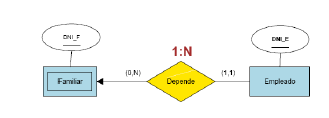 DNI_F
DNI_E
1:N
(0,N)
(1,1)
Familiar
Depende
Empleado